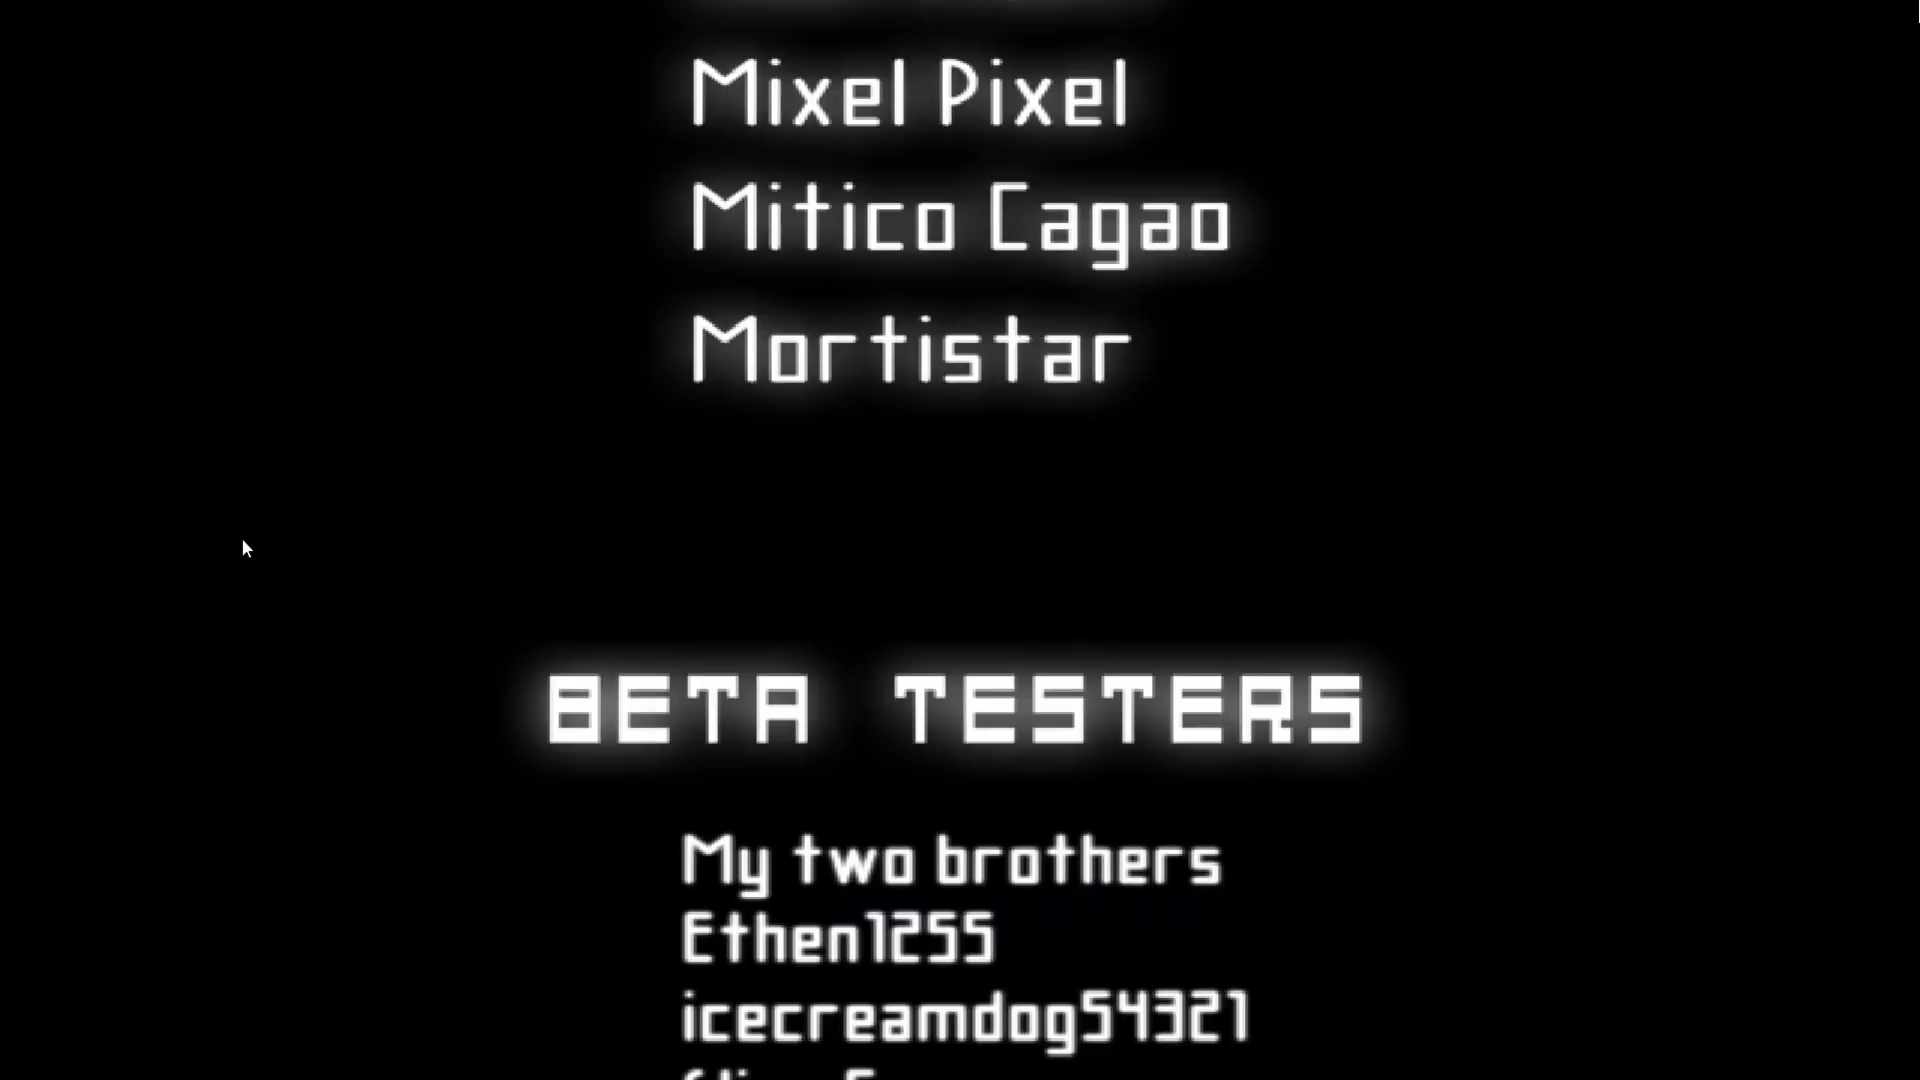 Mixel Pixel
Mitico Cagao
Mortistar
BETA TESTERS
My two brothers
Ethen1255
icecreamdog54321